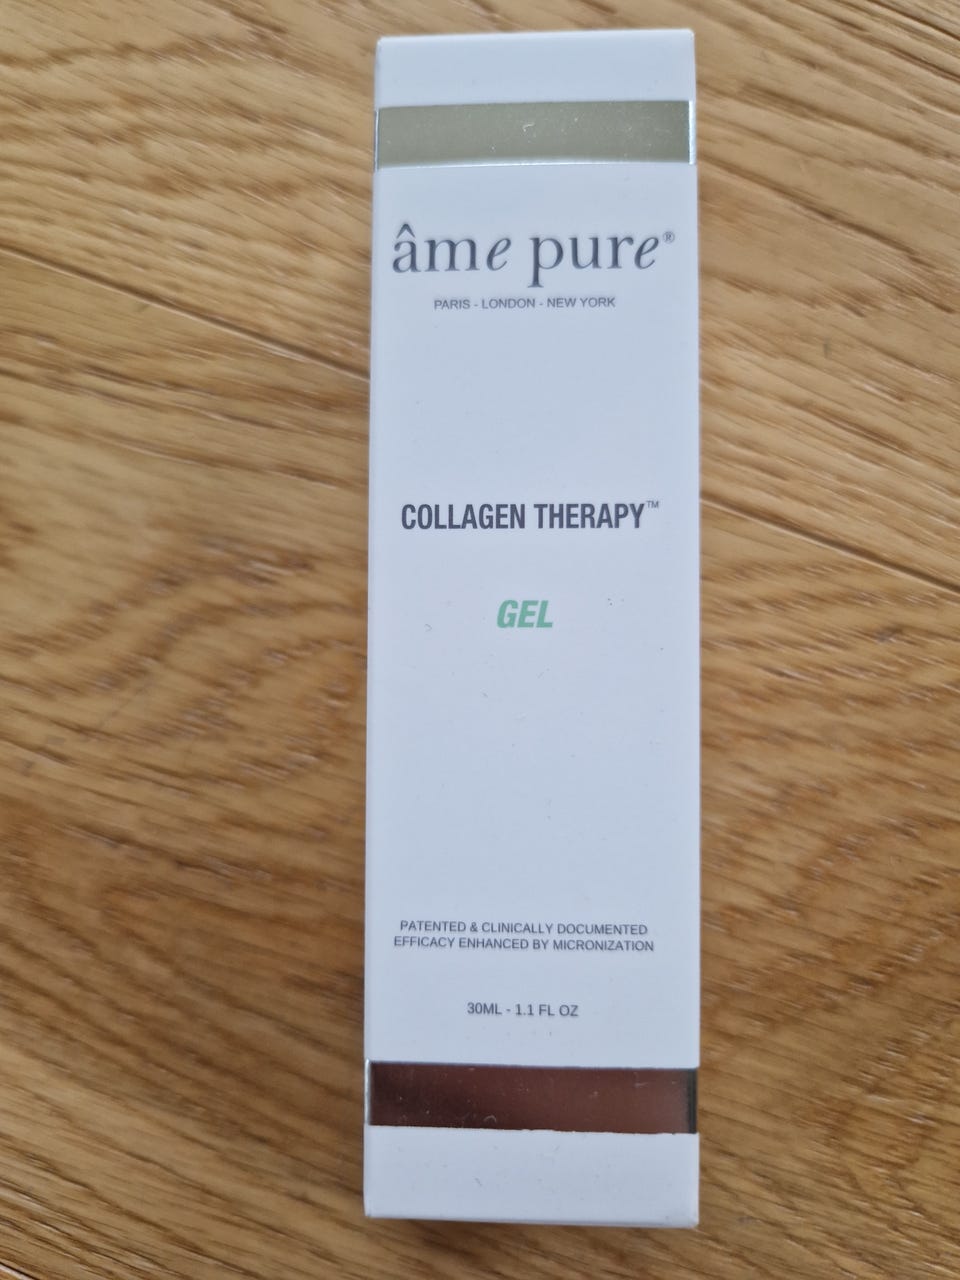 âme pure®
PARIS - LONDON - NEW YORK
COLLAGEN THERAPY™
GEL
PATENTED & CLINICALLY DOCUMENTED
EFFICACY ENHANCED BY MICRONIZATION
30ML - 1.1 FL OZ